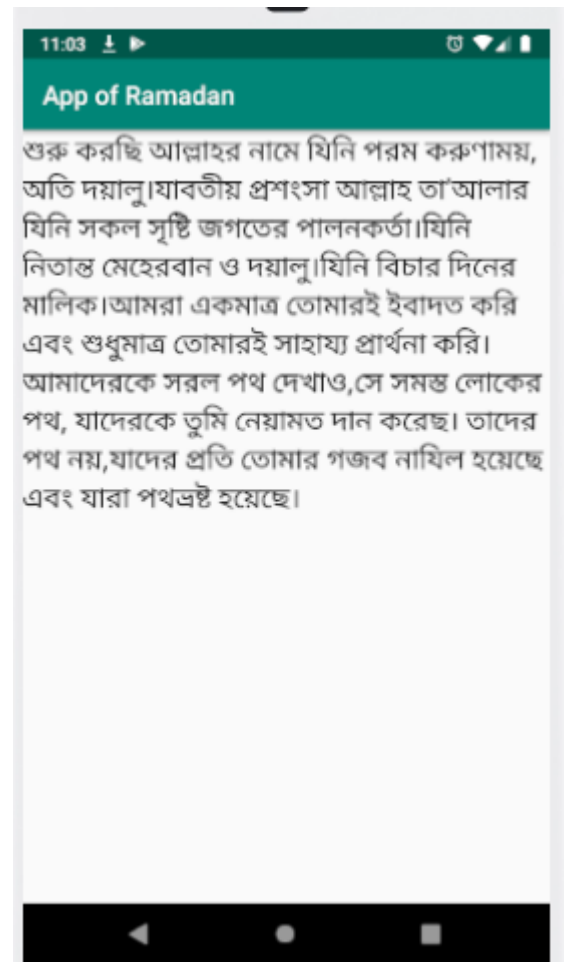 11:03
App of Ramadan
শুরু করছি আল্লাহর নামে যিনি পরম করুণাময়,
অতি দয়ালু।যাবতীয় প্রশংসা আল্লাহ তা'আলার
যিনি সকল সৃষ্টি জগতের পালনকর্তা।যিনি
নিতান্ত মেহেরবান ও দয়ালু।যিনি বিচার দিনের
মালিক।আমরা একমাত্র তোমারই ইবাদত করি
এবং শুধুমাত্র তোমারই সাহায্য প্রার্থনা করি।
আমাদেরকে সরল পথ দেখাও,সে সমস্ত লোকের
পথ, যাদেরকে তুমি নেয়ামত দান করেছ। তাদের
পথ নয়,যাদের প্রতি তোমার গজব নাযিল হয়েছে
এবং যারা পথভ্রষ্ট হয়েছে।